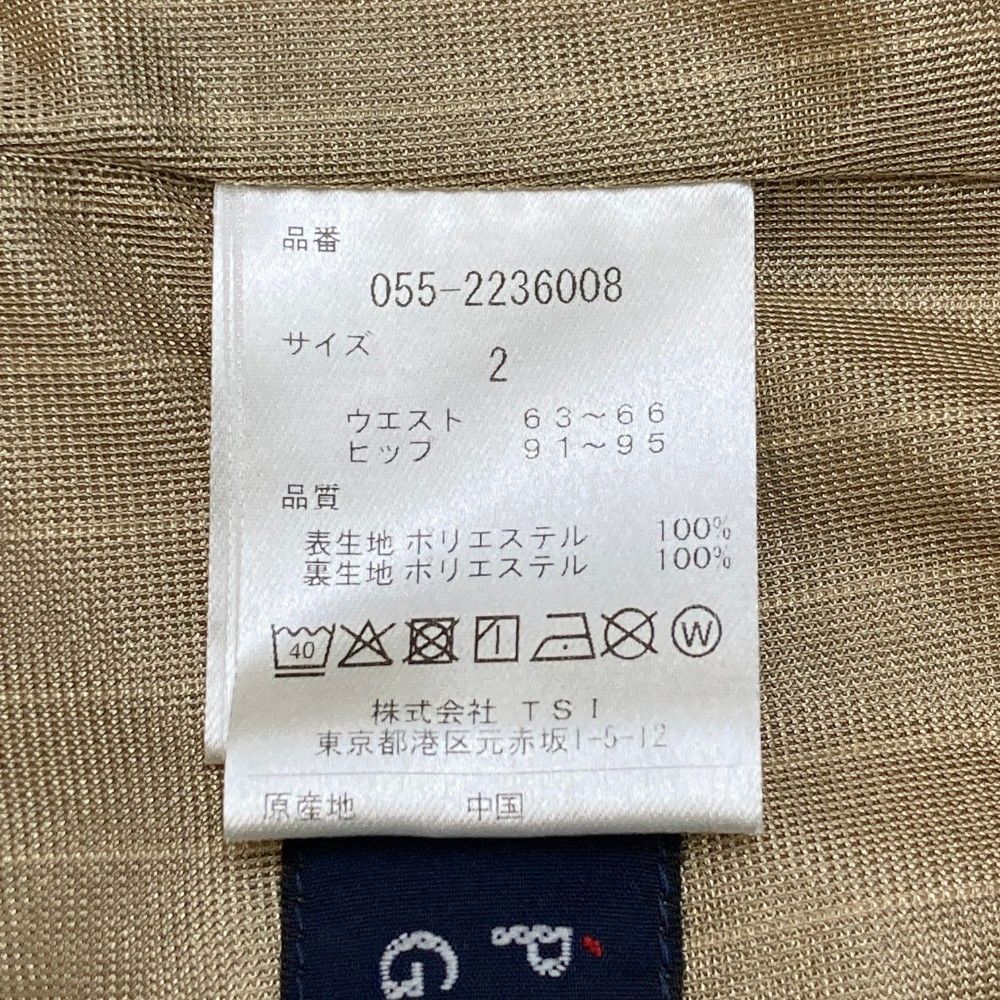 品番
055-2236008
サイズ
2
ウエスト 63～66
ヒップ 91～95
品質
表生地 ポリエステル 100%
裏生地 ポリエステル 100%
40 W
株式会社 TSI
東京都港区元赤坂1-5-12
原産地 中国
P
G